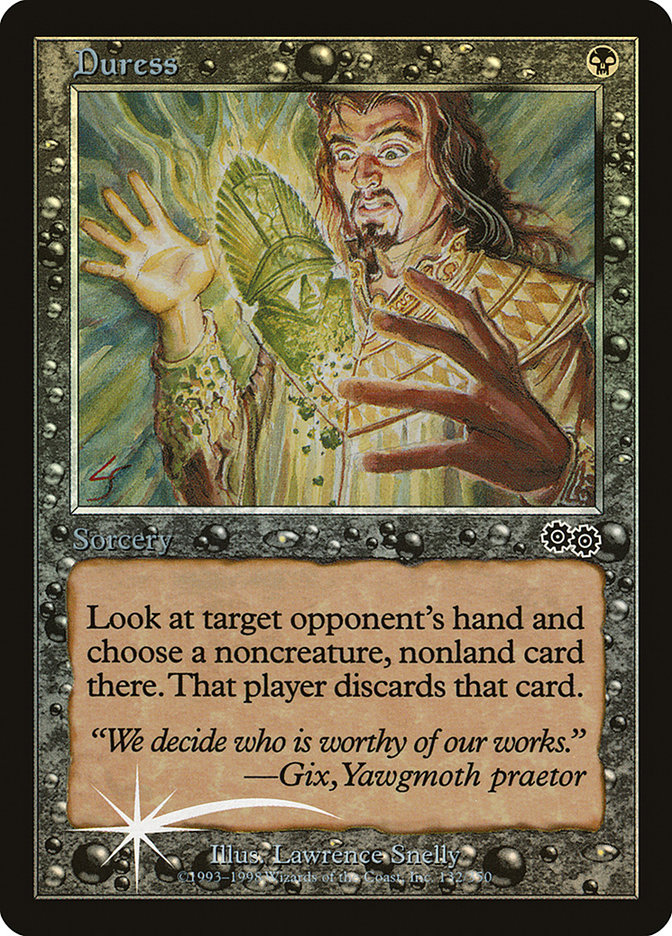 Duress
Sorcery
Look at target opponent's hand and
choose a noncreature, nonland card
there. That player discards that card.
“We decide who is worthy of our works.”
—Gix, Yawgmoth praetor
Illus. Lawrence Snelly
©1993–1998 Wizards of the Coast, Inc. 132/350